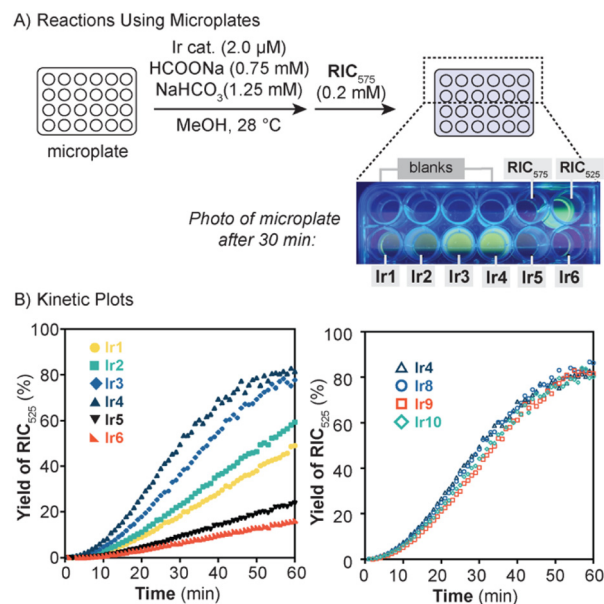 A) Reactions Using Microplates
Ir cat. (2.0 µM)
HCOONa (0.75 mM)
NaHCO3(1.25 mM)
MeOH, 28 °C
RIC575
(0.2 mM)
microplate
blanks
RIC575
RIC525
Photo of microplate
after 30 min:
Ir1 Ir2 Ir3 Ir4 Ir5 Ir6
B) Kinetic Plots
Yield of RIC525 (%)
100
80
60
40
20
0
Ir1
Ir2
Ir3
Ir4
Ir5
Ir6
0 10 20 30 40 50 60
Time (min)
Yield of RIC525 (%)
100
80
60
40
20
0
Ir4
Ir8
Ir9
Ir10
10 20 30 40 50 60
Time (min)